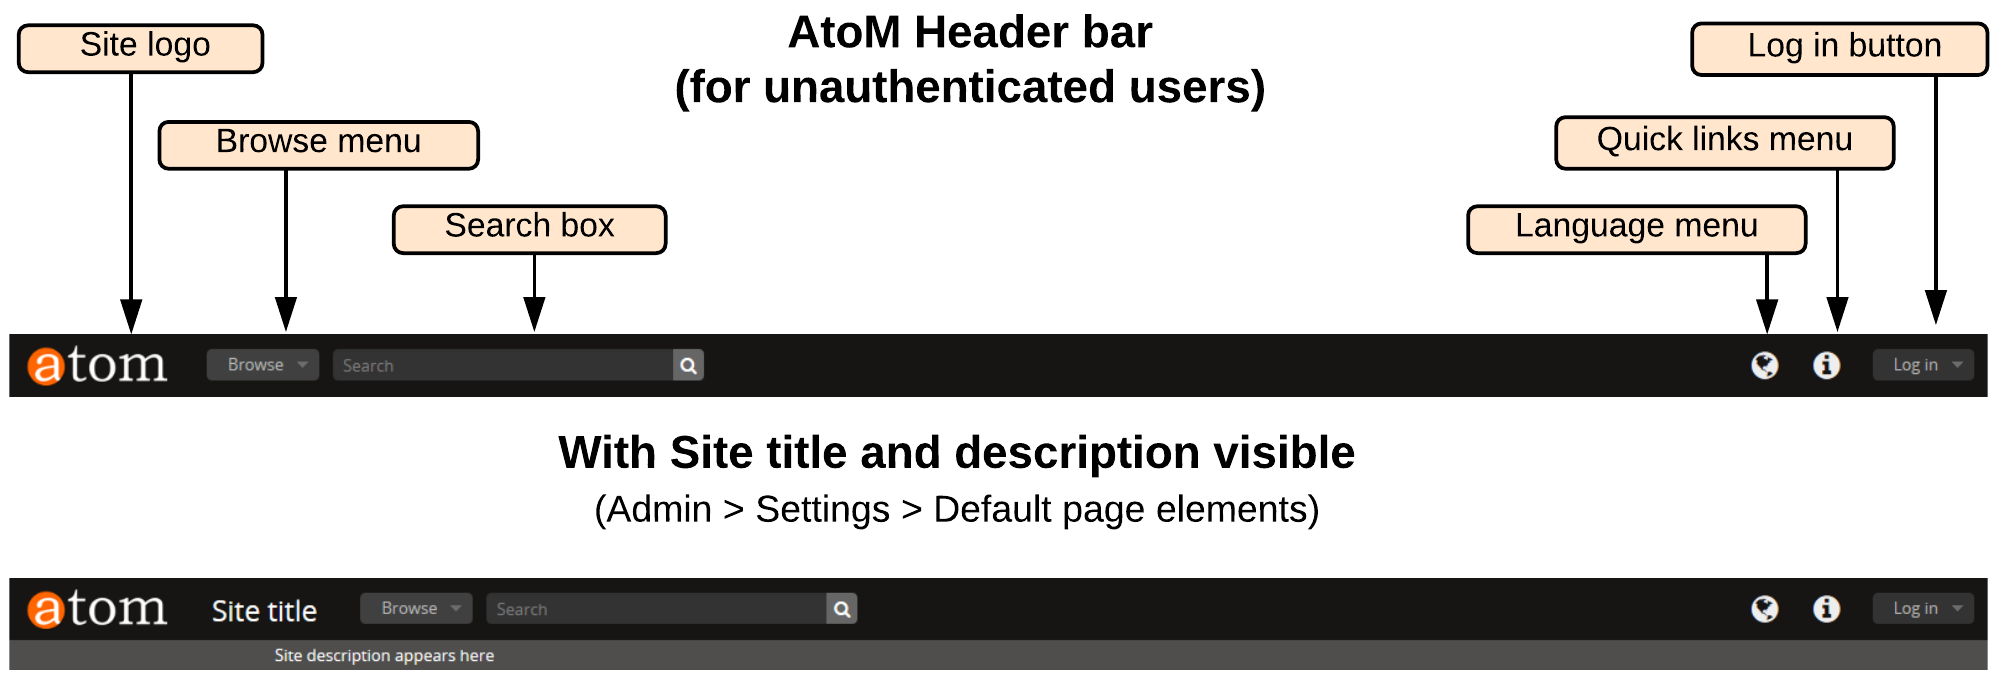 AtoM Header bar
(for unauthenticated users)
Site logo
Log in button
Browse menu
Quick links menu
Search box
Language menu
atom Browse Search Log in
With Site title and description visible
(Admin > Settings > Default page elements)
atom Site title Browse Search Log in
Site description appears here